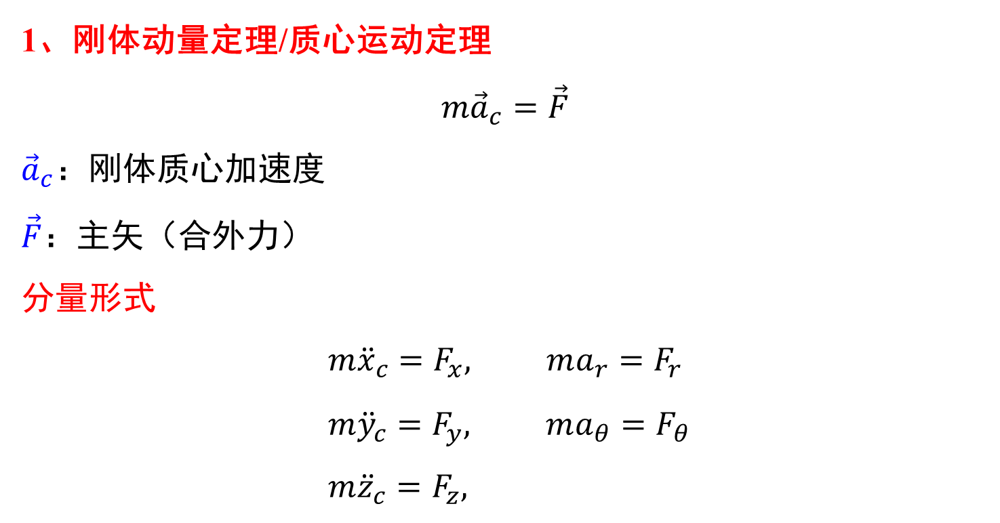 1、刚体动量定理/质心运动定理
$m\vec{a}_c = \vec{F}$
$\vec{a}_c$：刚体质心加速度
$\vec{F}$：主矢（合外力）
分量形式
$m\ddot{x}_c = F_x,$ $ma_r = F_r$
$m\ddot{y}_c = F_y,$ $ma_\theta = F_\theta$
$m\ddot{z}_c = F_z,$